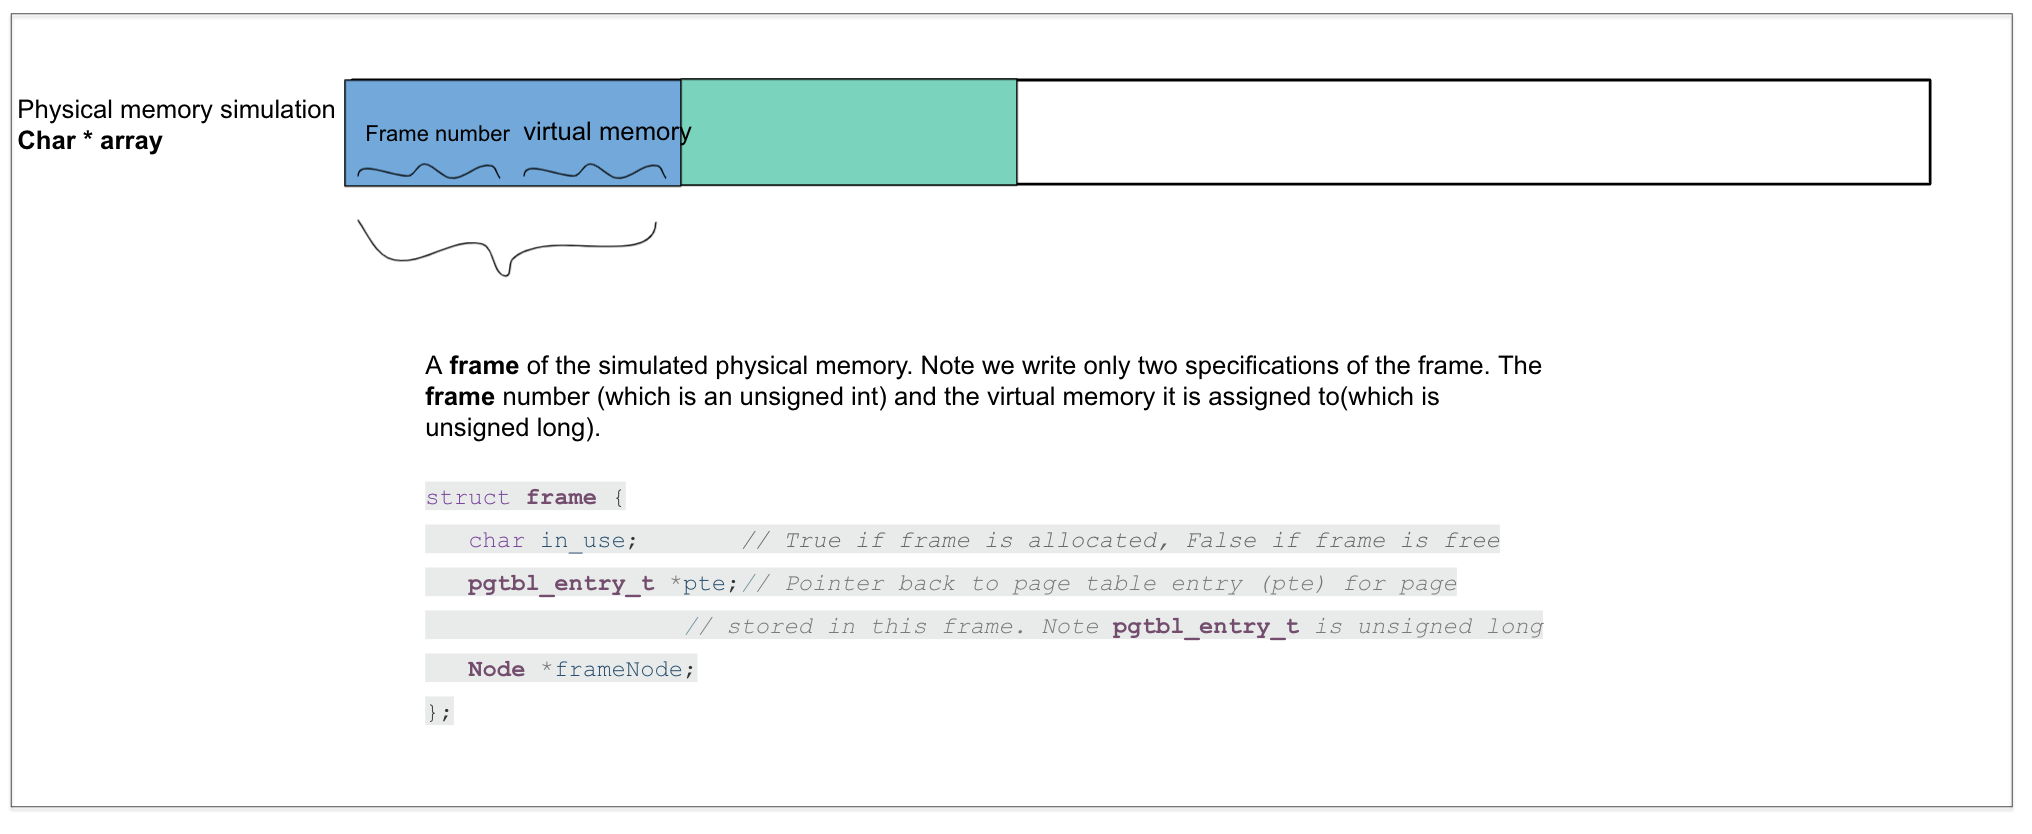 Physical memory simulation
Char * array
Frame number virtual memory
A frame of the simulated physical memory. Note we write only two specifications of the frame. The
frame number (which is an unsigned int) and the virtual memory it is assigned to(which is
unsigned long).
struct frame {
char in_use; // True if frame is allocated, False if frame is free
pgtbl_entry_t *pte;// Pointer back to page table entry (pte) for page
// stored in this frame. Note pgtbl_entry_t is unsigned long
Node *frameNode;
};